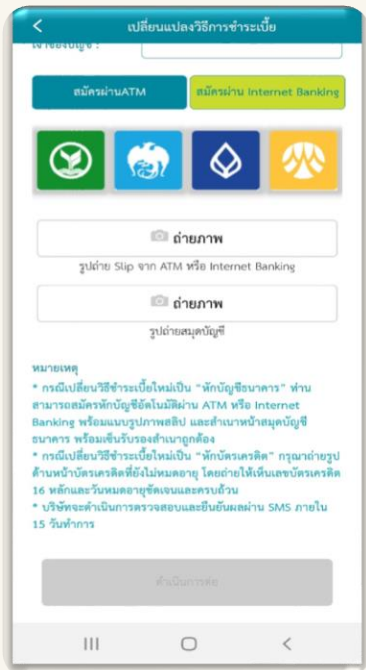 เปลี่ยนแปลงวิธีการชำระเบี้ย
เจ้าของบัญชี :
สมัครผ่านATM
สมัครผ่าน Internet Banking
ถ่ายภาพ
รูปถ่าย Slip จาก ATM หรือ Internet Banking
ถ่ายภาพ
รูปถ่ายสมุดบัญชี
หมายเหตุ
* กรณีเปลี่ยนวิธีชำระเบี้ยใหม่เป็น "หักบัญชีธนาคาร" ท่าน
สามารถสมัครหักบัญชีอัตโนมัติผ่าน ATM หรือ Internet
Banking พร้อมแนบรูปภาพสลิป และสำเนาหน้าสมุดบัญชี
ธนาคาร พร้อมเซ็นรับรองสำเนาถูกต้อง
* กรณีเปลี่ยนวิธีชำระเบี้ยใหม่เป็น "หักบัตรเครดิต" กรุณาถ่ายรูป
ด้านหน้าบัตรเครดิตที่ยังไม่หมดอายุ โดยถ่ายให้เห็นเลขบัตรเครดิต
16 หลักและวันหมดอายุชัดเจนและครบถ้วน
* บริษัทจะดำเนินการตรวจสอบและยืนยันผลผ่าน SMS ภายใน
15 วันทำการ
ดำเนินการต่อ